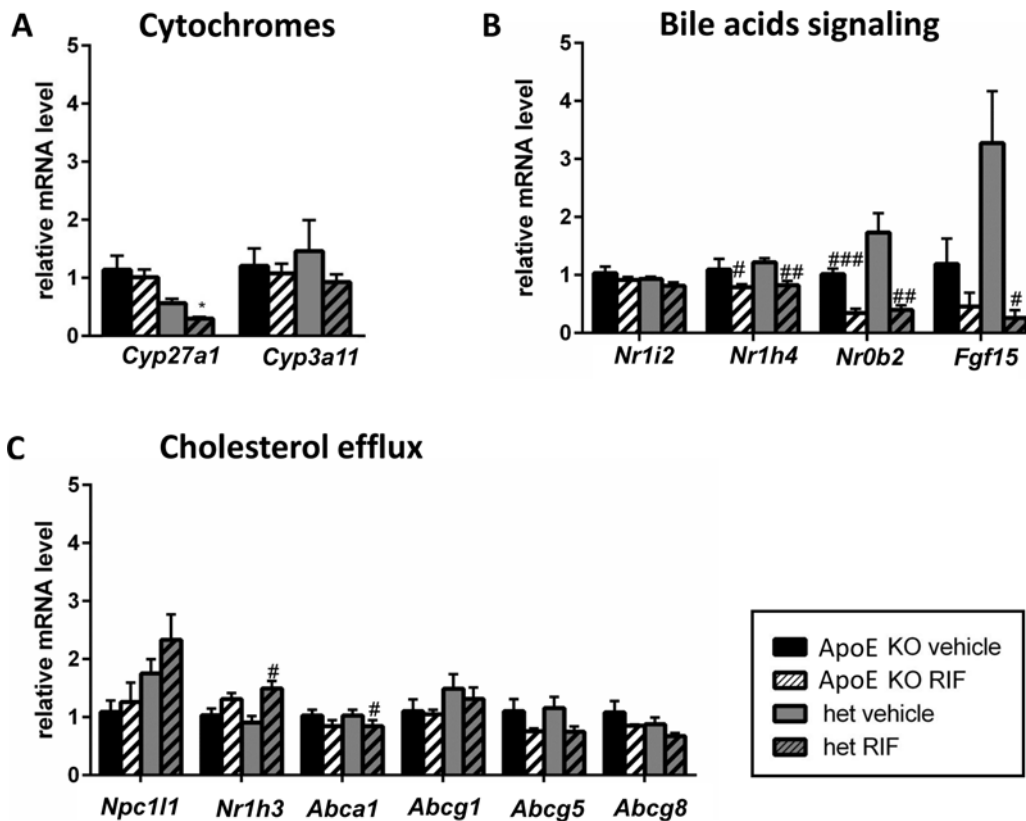 A Cytochromes
relative mRNA level
5
4
3
2
1
0
*
Cyp27a1 Cyp3a11
B Bile acids signaling
relative mRNA level
5
4
3
2
1
0
# ## ### ## #
Nr1i2 Nr1h4 Nr0b2 Fgf15
C Cholesterol efflux
relative mRNA level
5
4
3
2
1
0
# #
Npc1l1 Nr1h3 Abca1 Abcg1 Abcg5 Abcg8
ApoE KO vehicle
ApoE KO RIF
het vehicle
het RIF